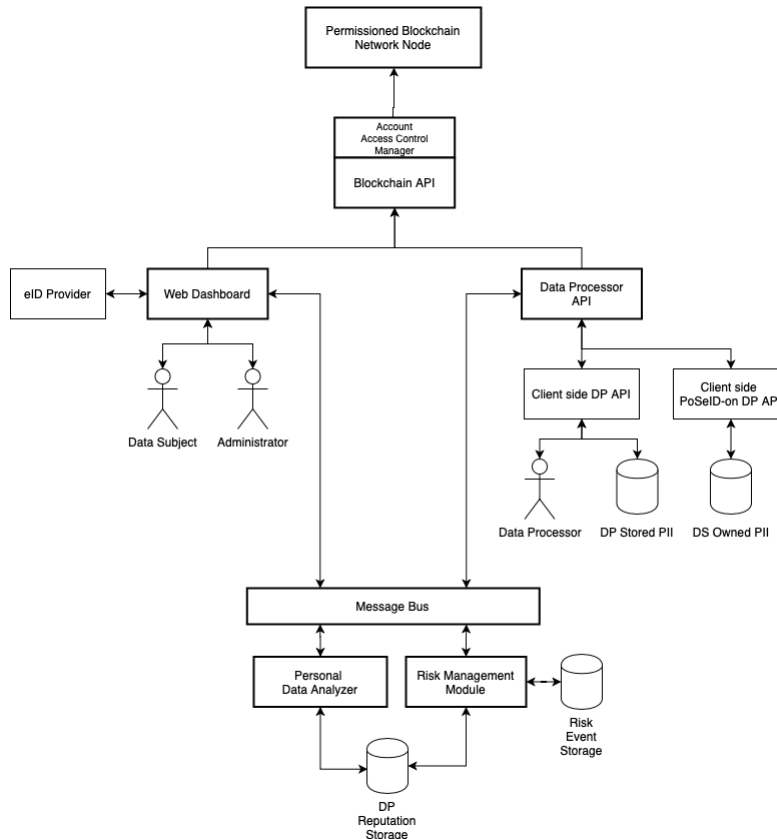 Permissioned Blockchain
Network Node
Account
Access Control
Manager
Blockchain API
eID Provider
Web Dashboard
Data Processor
API
Client side DP API
Client side
PoSeID-on DP AP
Data Subject
Administrator
Data Processor
DP Stored PII
DS Owned PII
Message Bus
Personal
Data Analyzer
Risk Management
Module
Risk
Event
Storage
DP
Reputation
Storage